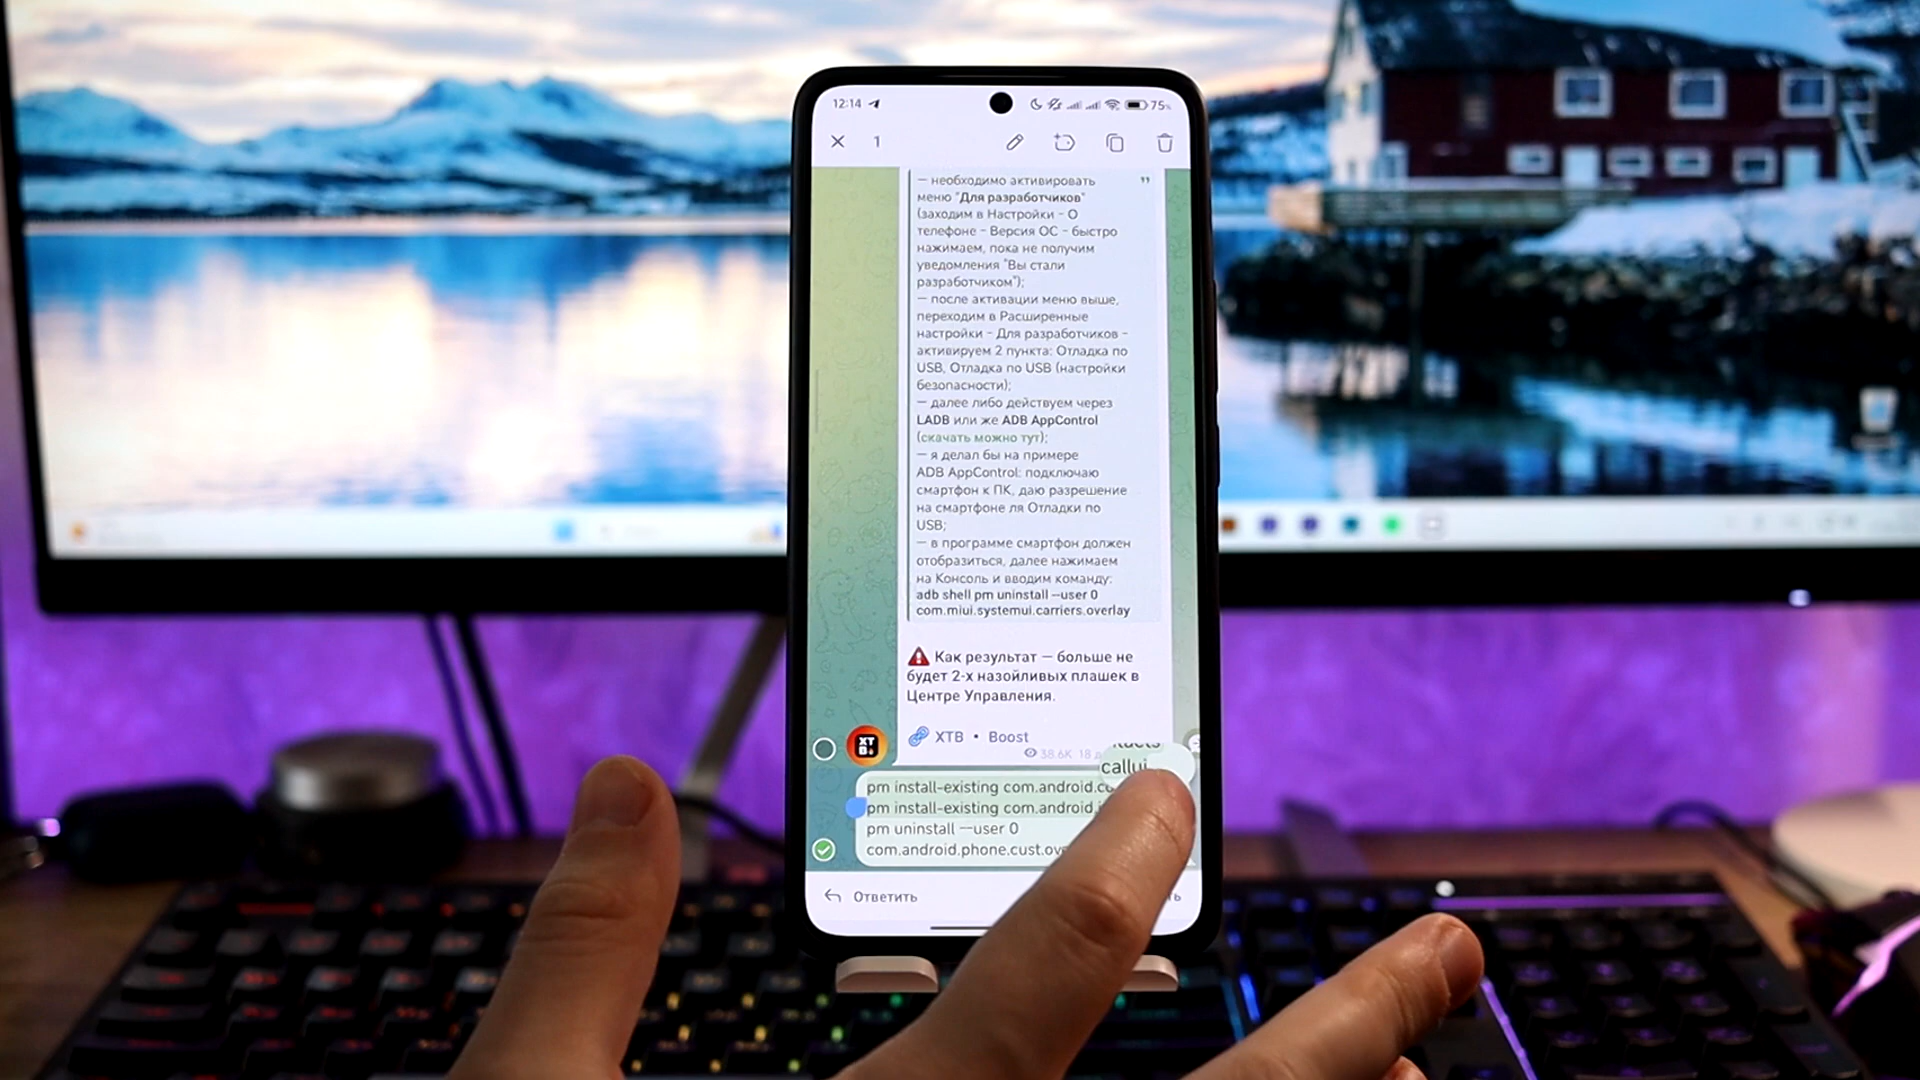 12:14
75%
1
— необходимо активировать
меню "Для разработчиков"
(заходим в Настройки - О
телефоне - Версия ОС - быстро
нажимаем, пока не получим
уведомления "Вы стали
разработчиком");
— после активации меню выше,
переходим в Расширенные
настройки - Для разработчиков -
активируем 2 пункта: Отладка по
USB, Отладка по USB (настройки
безопасности);
— далее либо действуем через
LADB или же ADB AppControl
(скачать можно тут);
— я делал бы на примере
ADB AppControl: подключаю
смартфон к ПК, даю разрешение
на смартфоне ля Отладки по
USB;
— в программе смартфон должен
отобразиться, далее нажимаем
на Консоль и вводим команду:
adb shell pm uninstall —user 0
com.miui.systemui.carriers.overlay
Как результат — больше не
будет 2-х назойливых плашек в
Центре Управления.
XTB • Boost
38.6K 18
callui
pm install-existing com.android.co
pm install-existing com.android.i
pm uninstall —user 0
com.android.phone.cust.ove
Ответить